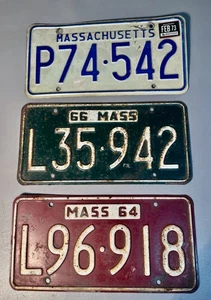 MASSACHUSETTS
FEB 73
P74·542
66 MASS
L35·942
MASS 64
L96·918